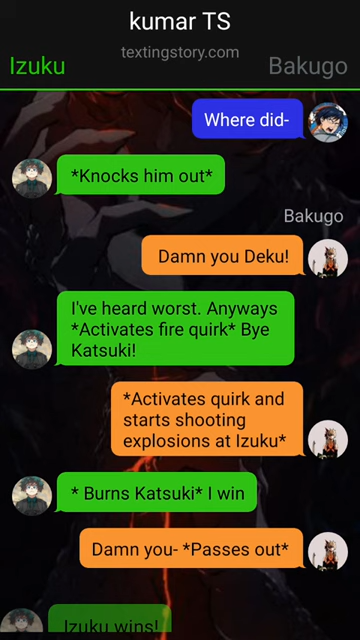 kumar TS
textingstory.com
Izuku
Bakugo
Where did-
*Knocks him out*
Bakugo
Damn you Deku!
I've heard worst. Anyways
*Activates fire quirk* Bye
Katsuki!
*Activates quirk and
starts shooting
explosions at Izuku*
* Burns Katsuki* I win
Damn you- *Passes out*
Izuku wins!